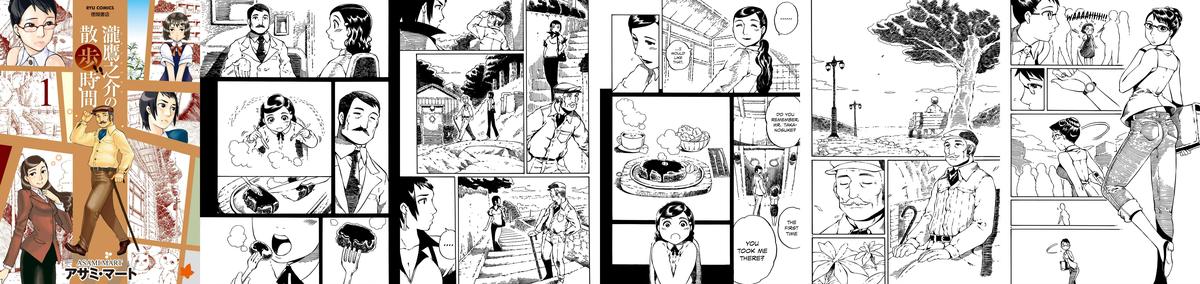 RYU COMICS
徳間書店
瀧鷹之介の
散歩時間
1
ASAMI MART
アサミ・マート
......
...I
WOULD
LIKE
THAT.
DO YOU
REMEMBER,
MR. TAKA-
NOSUKE?
THE
FIRST
TIME
YOU
TOOK ME
THERE?
WAAAHHH!!